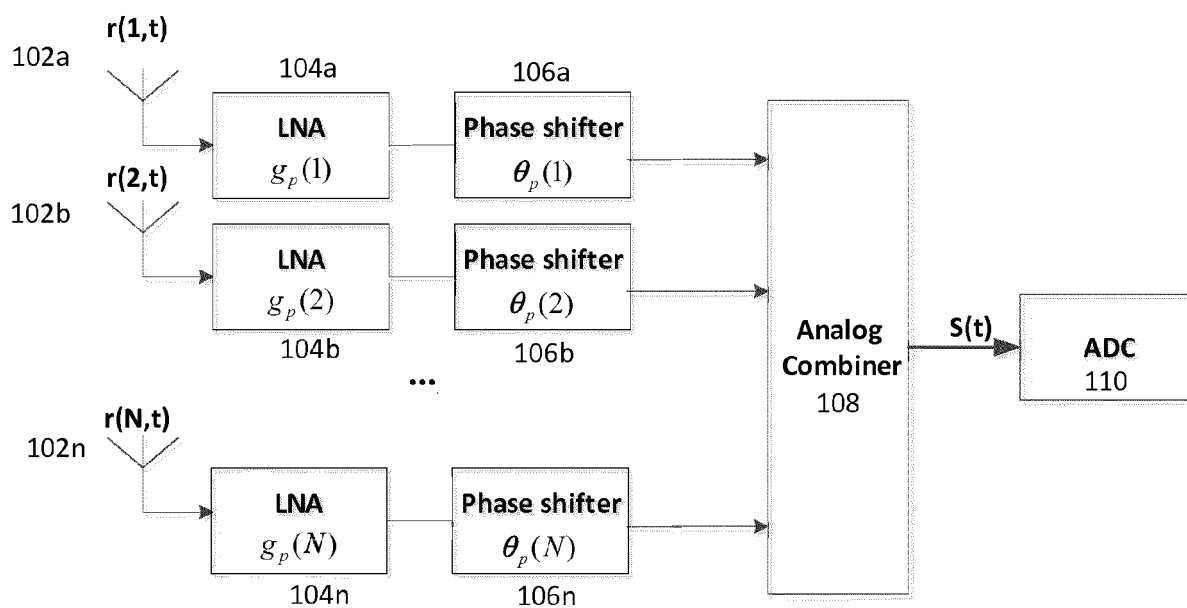 r(1,t)
102a
104a
106a
LNA
g_p(1)
Phase shifter
θ_p(1)
r(2,t)
102b
LNA
g_p(2)
Phase shifter
θ_p(2)
104b
106b
...
Analog
Combiner
108
S(t)
ADC
110
r(N,t)
102n
LNA
g_p(N)
Phase shifter
θ_p(N)
104n
106n